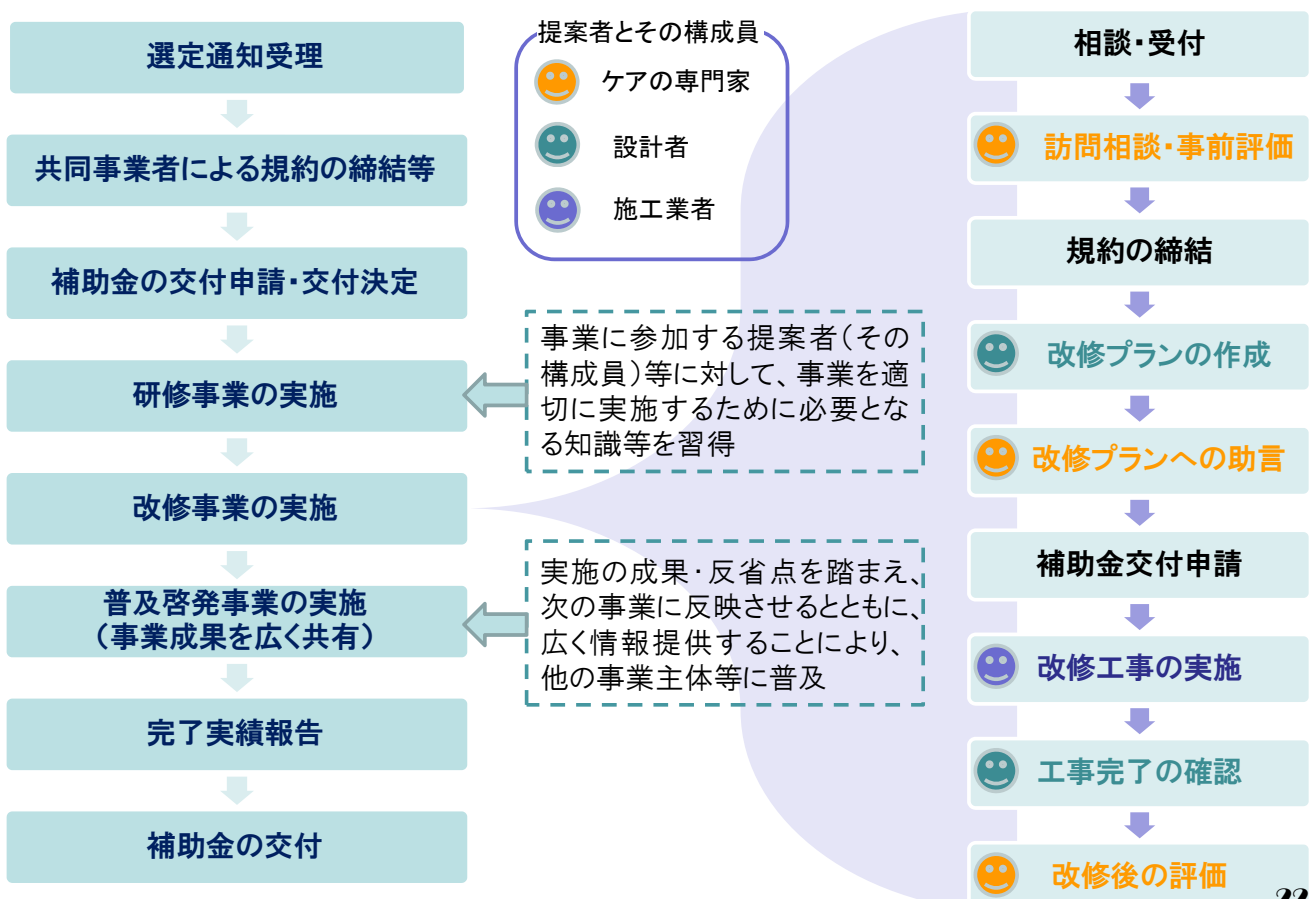 選定通知受理
共同事業者による規約の締結等
補助金の交付申請・交付決定
研修事業の実施
改修事業の実施
普及啓発事業の実施
（事業成果を広く共有）
完了実績報告
補助金の交付
提案者とその構成員
ケアの専門家
設計者
施工業者
事業に参加する提案者（その
構成員）等に対して、事業を適
切に実施するために必要とな
る知識等を習得
実施の成果・反省点を踏まえ、
次の事業に反映させるとともに、
広く情報提供することにより、
他の事業主体等に普及
相談・受付
訪問相談・事前評価
規約の締結
改修プランの作成
改修プランへの助言
補助金交付申請
改修工事の実施
工事完了の確認
改修後の評価